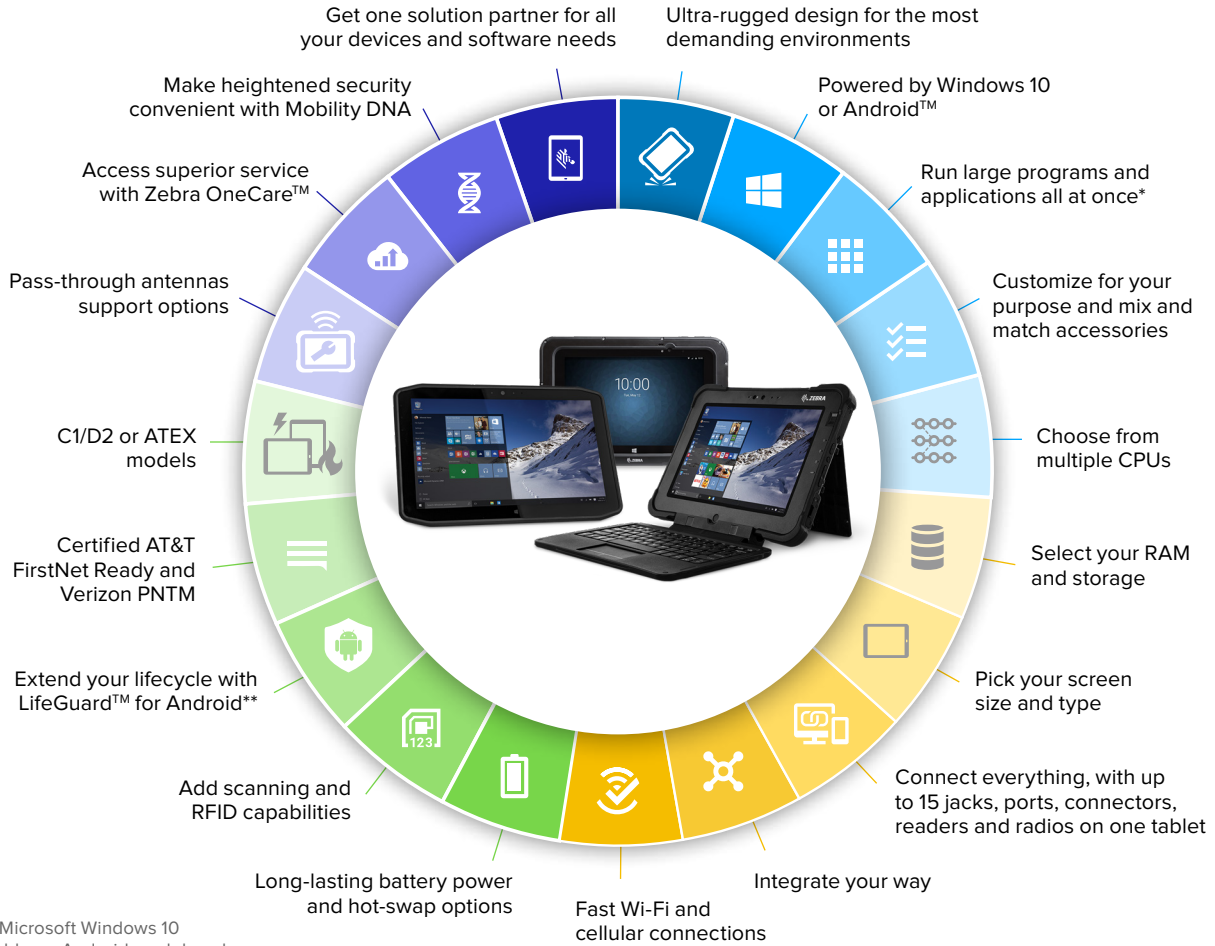 Get one solution partner for all
your devices and software needs
Ultra-rugged design for the most
demanding environments
Make heightened security
convenient with Mobility DNA
Powered by Windows 10
or Android™
Access superior service
with Zebra OneCare™
Run large programs and
applications all at once*
Pass-through antennas
support options
Customize for your
purpose and mix and
match accessories
10:00
ZEBRA
ZEBRA
C1/D2 or ATEX
models
Choose from
multiple CPUs
Certified AT&T
FirstNet Ready and
Verizon PNTM
Select your RAM
and storage
Extend your lifecycle with
LifeGuard™ for Android**
Pick your screen
size and type
123
Add scanning and
RFID capabilities
Connect everything, with up
to 15 jacks, ports, connectors,
readers and radios on one tablet
Long-lasting battery power
and hot-swap options
Integrate your way
Fast Wi-Fi and
cellular connections
Microsoft Windows 10